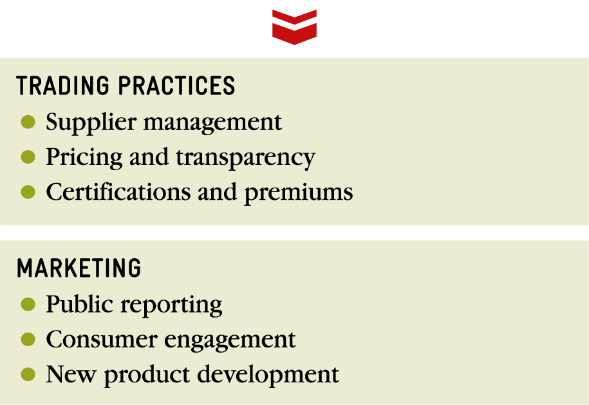 TRADING PRACTICES
Supplier management
Pricing and transparency
Certifications and premiums
MARKETING
Public reporting
Consumer engagement
New product development